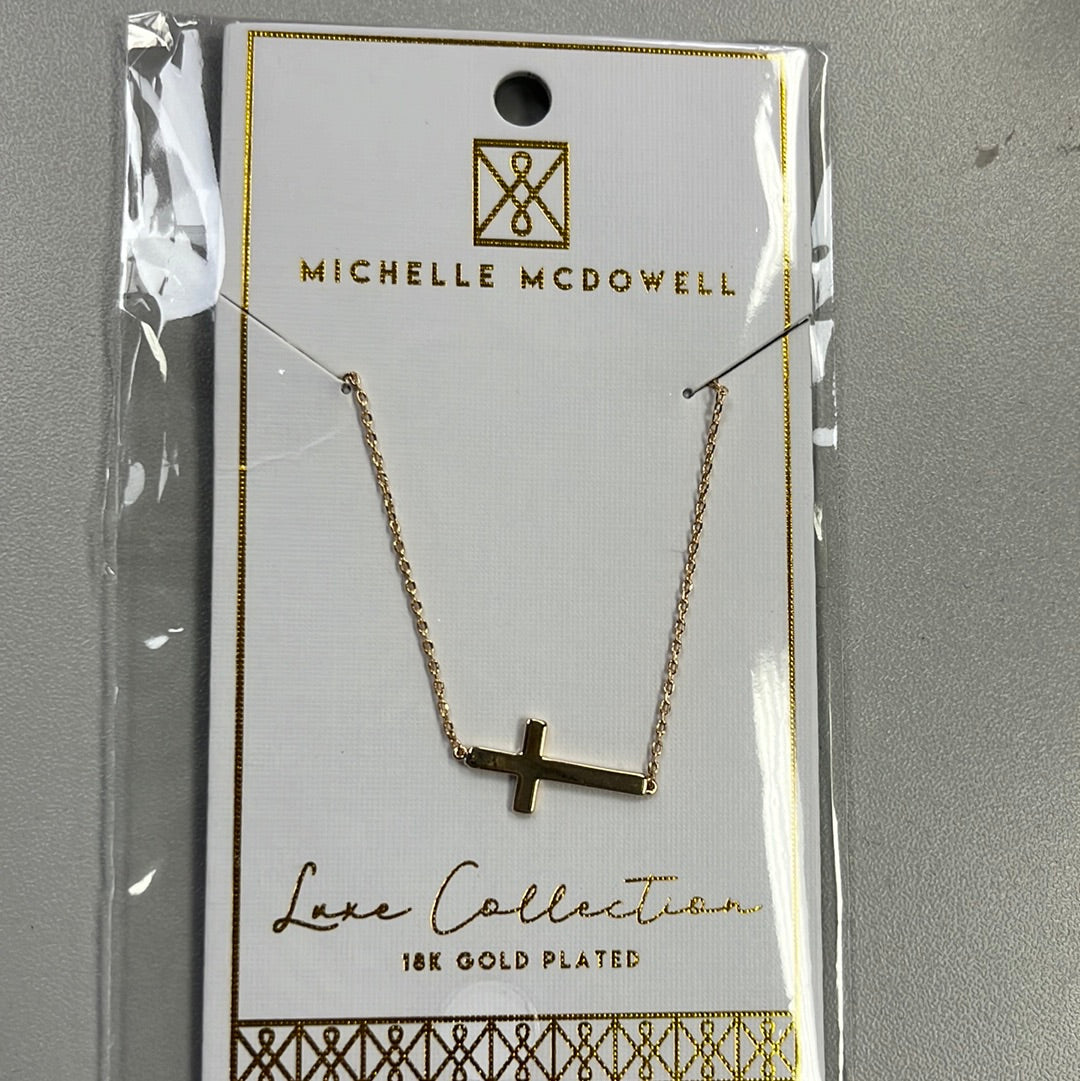 MICHELLE MCDOWELL
Luxe Collection
18K GOLD PLATED